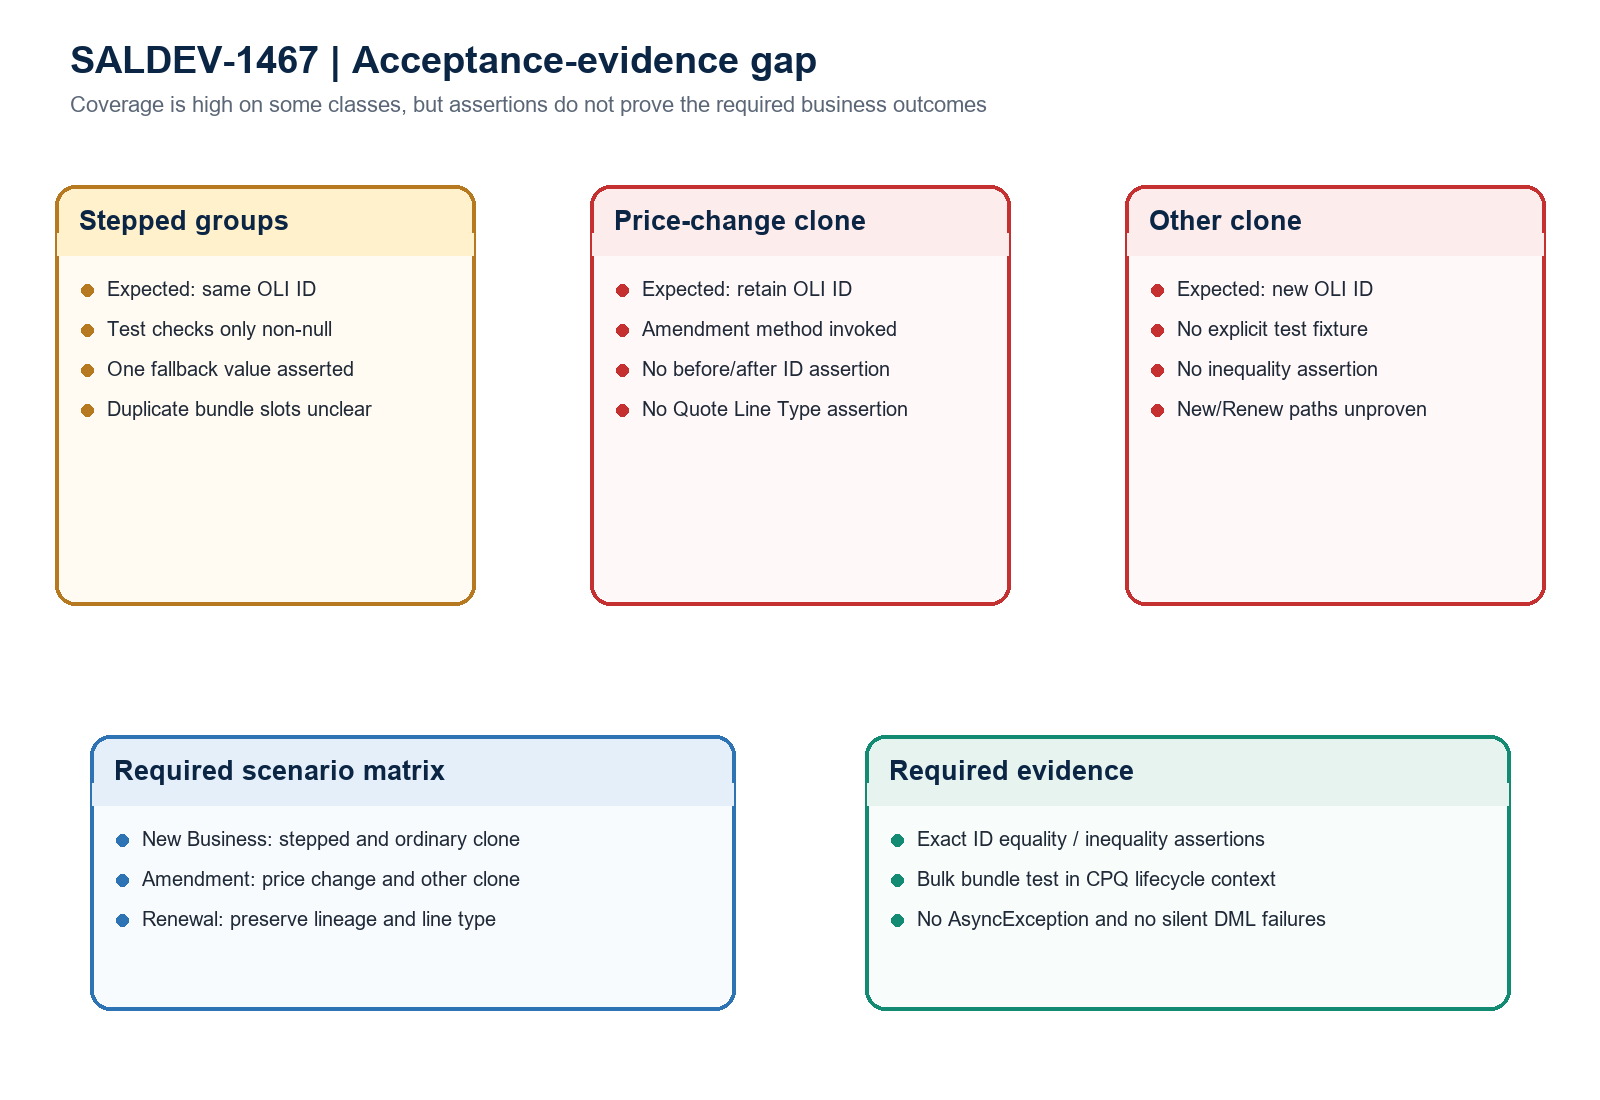 SALDEV-1467 | Acceptance-evidence gap
Coverage is high on some classes, but assertions do not prove the required business outcomes
Stepped groups
Expected: same OLI ID
Test checks only non-null
One fallback value asserted
Duplicate bundle slots unclear
Price-change clone
Expected: retain OLI ID
Amendment method invoked
No before/after ID assertion
No Quote Line Type assertion
Other clone
Expected: new OLI ID
No explicit test fixture
No inequality assertion
New/Renew paths unproven
Required scenario matrix
New Business: stepped and ordinary clone
Amendment: price change and other clone
Renewal: preserve lineage and line type
Required evidence
Exact ID equality / inequality assertions
Bulk bundle test in CPQ lifecycle context
No AsyncException and no silent DML failures